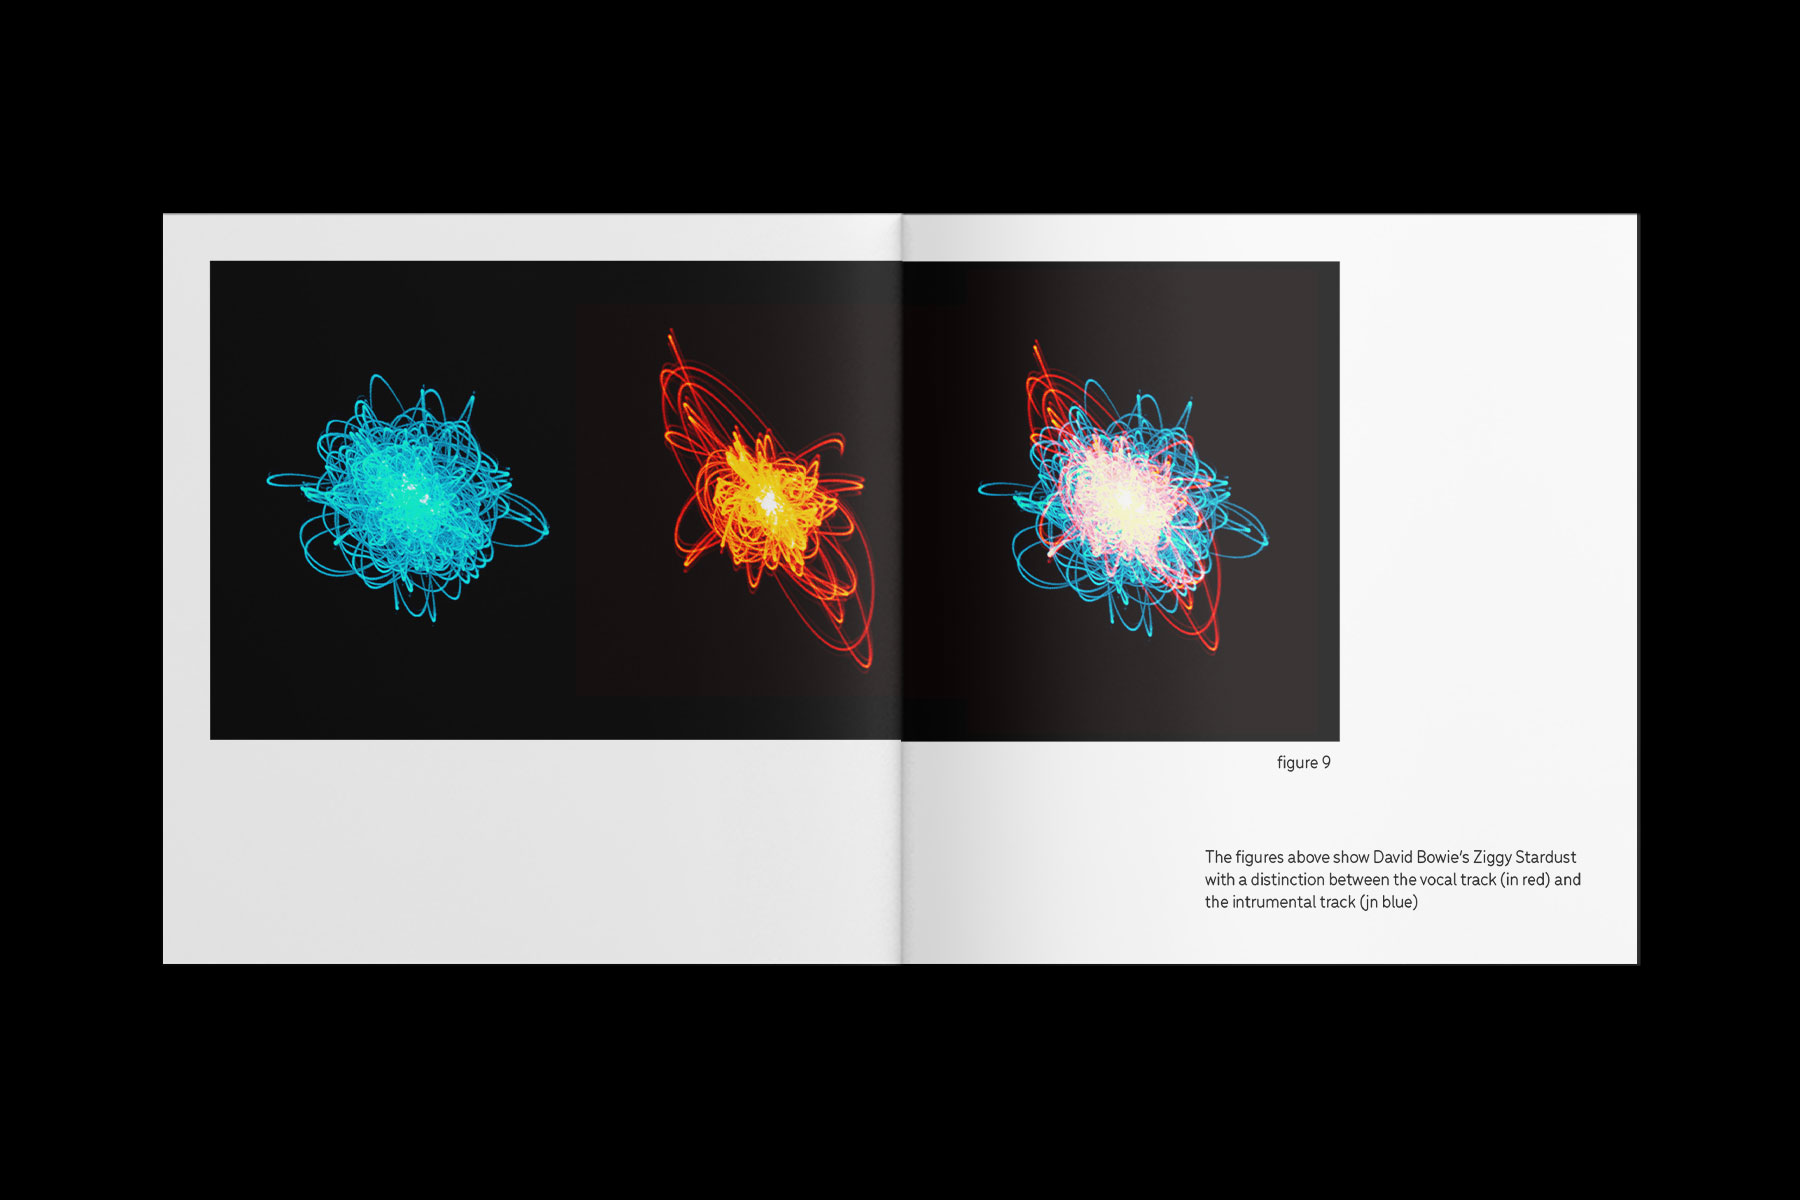 figure 9
The figures above show David Bowie's Ziggy Stardust
with a distinction between the vocal track (in red) and
the intrumental track (jn blue)